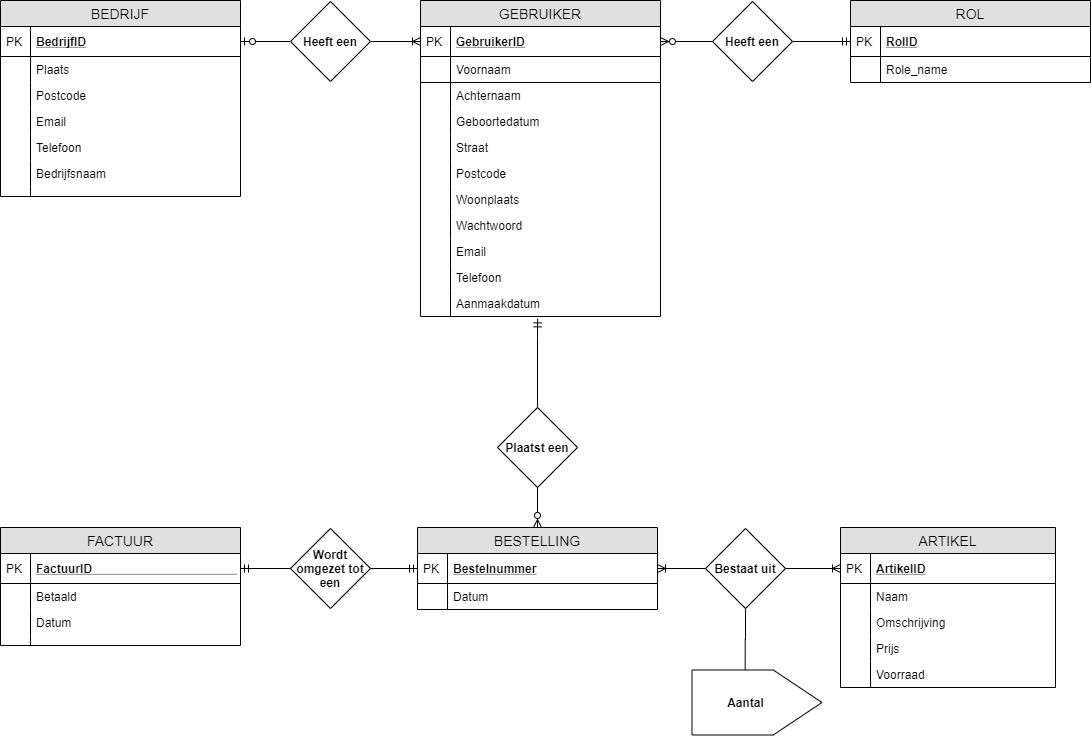 BEDRIJF
PK BedrijfID
Plaats
Postcode
Email
Telefoon
Bedrijfsnaam
Heeft een
GEBRUIKER
PK GebruikerID
Voornaam
Achternaam
Geboortedatum
Straat
Postcode
Woonplaats
Wachtwoord
Email
Telefoon
Aanmaakdatum
Heeft een
ROL
PK RolID
Role_name
Plaatst een
FACTUUR
PK FactuurID
Betaald
Datum
Wordt
omgezet tot
een
BESTELLING
PK Bestelnummer
Datum
Bestaat uit
Aantal
ARTIKEL
PK ArtikelID
Naam
Omschrijving
Prijs
Voorraad